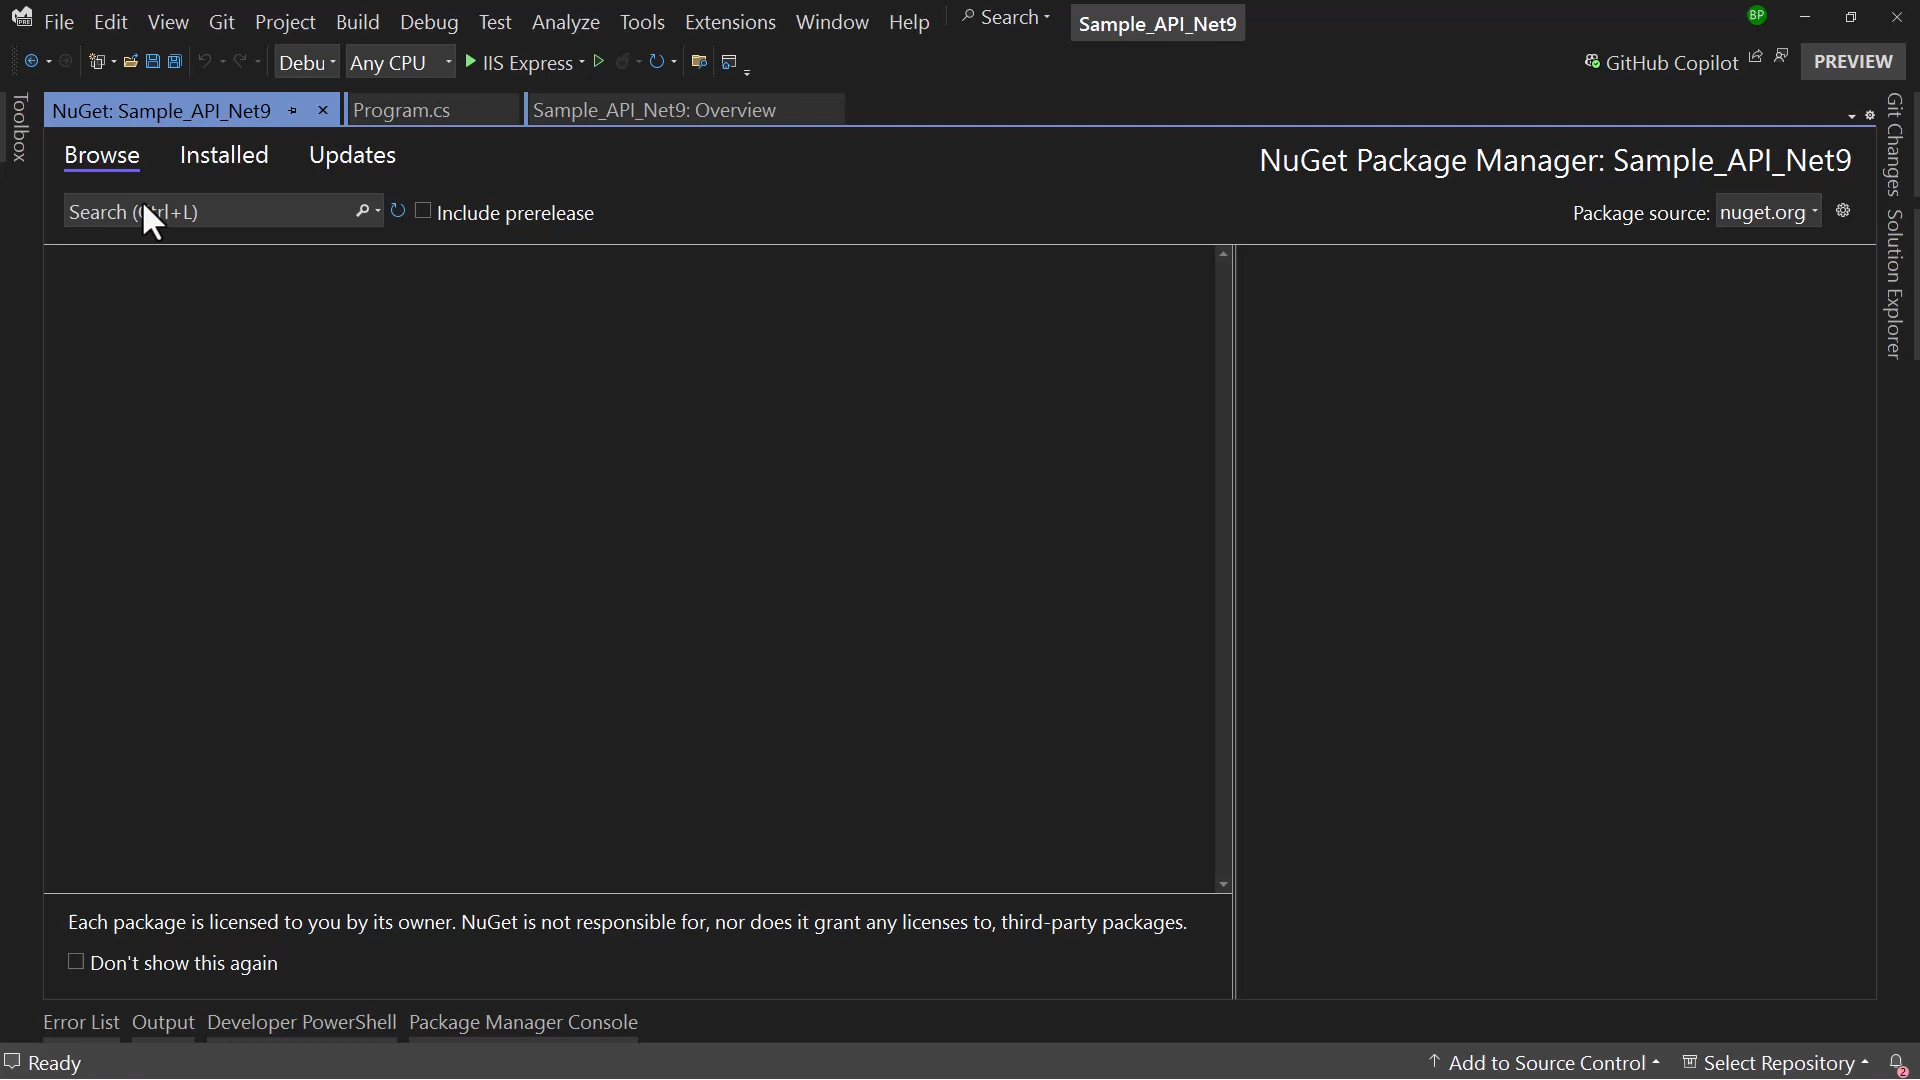 File Edit View Git Project Build Debug Test Analyze Tools Extensions Window Help Search Sample_API_Net9 BP
Debu Any CPU IIS Express GitHub Copilot PREVIEW
Toolbox
NuGet: Sample_API_Net9 Program.cs Sample_API_Net9: Overview
Browse Installed Updates
NuGet Package Manager: Sample_API_Net9
Search (Ctrl+L) Include prerelease
Package source: nuget.org
Git Changes
Solution Explorer
Each package is licensed to you by its owner. NuGet is not responsible for, nor does it grant any licenses to, third-party packages.
Don't show this again
Error List Output Developer PowerShell Package Manager Console
Ready Add to Source Control Select Repository 2